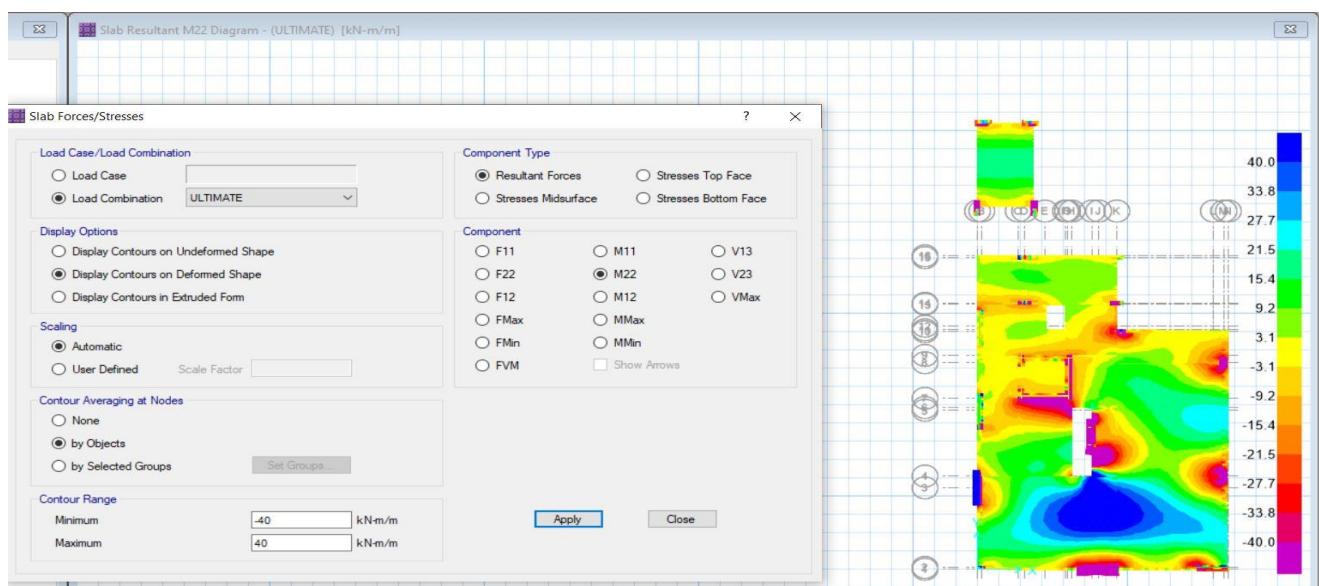 Slab Resultant M22 Diagram - (ULTIMATE) [kN-m/m]
Slab Forces/Stresses
?
Load Case/Load Combination
Load Case
Load Combination
ULTIMATE
Display Options
Display Contours on Undeformed Shape
Display Contours on Deformed Shape
Display Contours in Extruded Form
Scaling
Automatic
User Defined
Scale Factor
Contour Averaging at Nodes
None
by Objects
by Selected Groups
Set Groups...
Contour Range
Minimum
-40
kN-m/m
Maximum
40
kN-m/m
Component Type
Resultant Forces
Stresses Top Face
Stresses Midsurface
Stresses Bottom Face
Component
F11
M11
V13
F22
M22
V23
F12
M12
VMax
FMax
MMax
FMin
MMin
FVM
Show Arrows
Apply
Close
E
I
J
K
40.0
33.8
27.7
21.5
15.4
9.2
3.1
-3.1
-9.2
-15.4
-21.5
-27.7
-33.8
-40.0
4
3
X